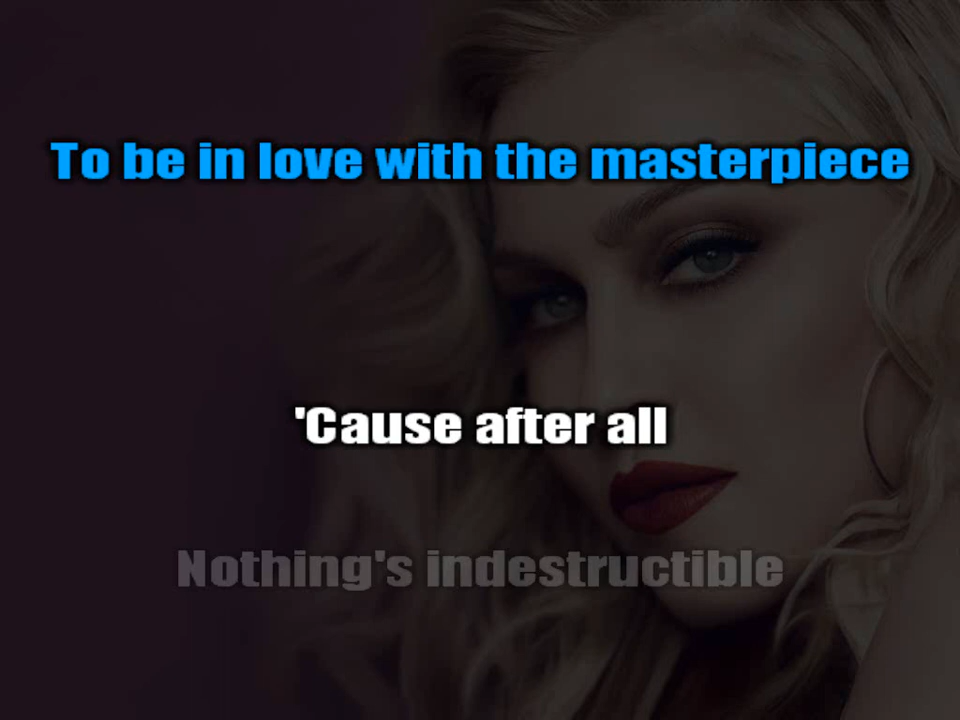 To be in love with the masterpiece
'Cause after all
Nothing's indestructible